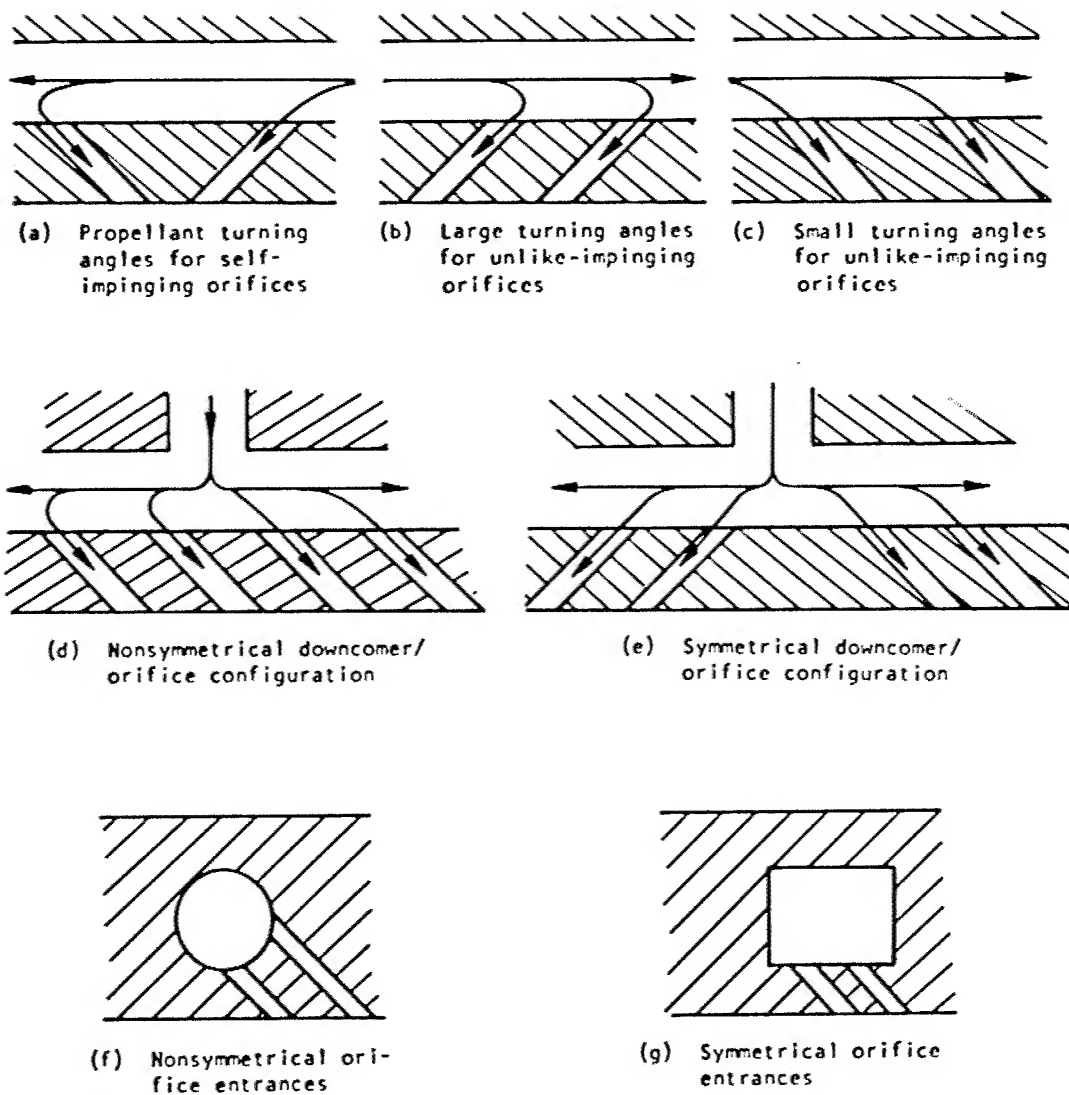 (a) Propellant turning
angles for self-
impinging orifices
(b) Large turning angles
for unlike-impinging
orifices
(c) Small turning angles
for unlike-impinging
orifices
(d) Nonsymmetrical downcomer/
orifice configuration
(e) Symmetrical downcomer/
orifice configuration
(f) Nonsymmetrical ori-
fice entrances
(g) Symmetrical orifice
entrances